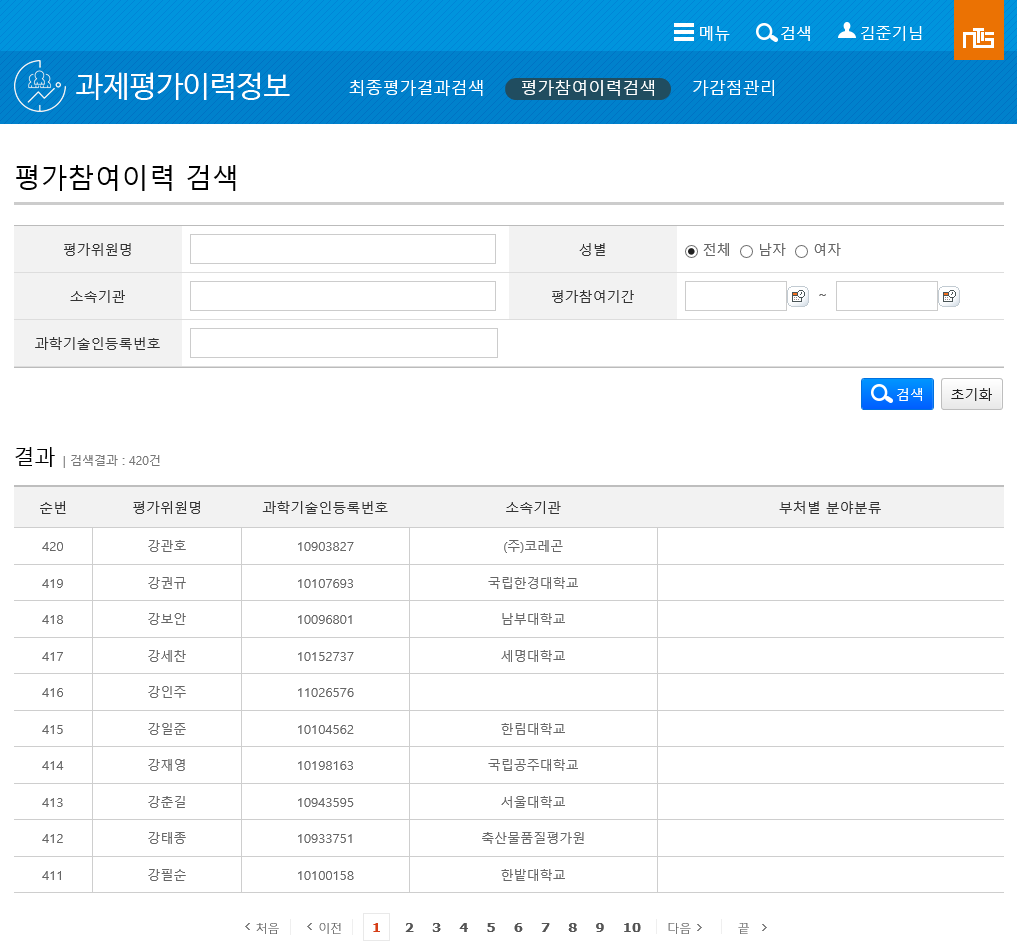 메뉴 검색 김준기님 NTIS
과제평가이력정보 최종평가결과검색 평가참여이력검색 가감점관리
평가참여이력 검색
평가위원명 성별 전체 남자 여자
소속기관 평가참여기간 ~
과학기술인등록번호
검색 초기화
결과 | 검색결과 : 420건
순번 평가위원명 과학기술인등록번호 소속기관 부처별 분야분류
420 강관호 10903827 (주)코레곤
419 강권규 10107693 국립한경대학교
418 강보안 10096801 남부대학교
417 강세찬 10152737 세명대학교
416 강인주 11026576
415 강일준 10104562 한림대학교
414 강재영 10198163 국립공주대학교
413 강춘길 10943595 서울대학교
412 강태종 10933751 축산물품질평가원
411 강필순 10100158 한밭대학교
처음 이전 1 2 3 4 5 6 7 8 9 10 다음 끝